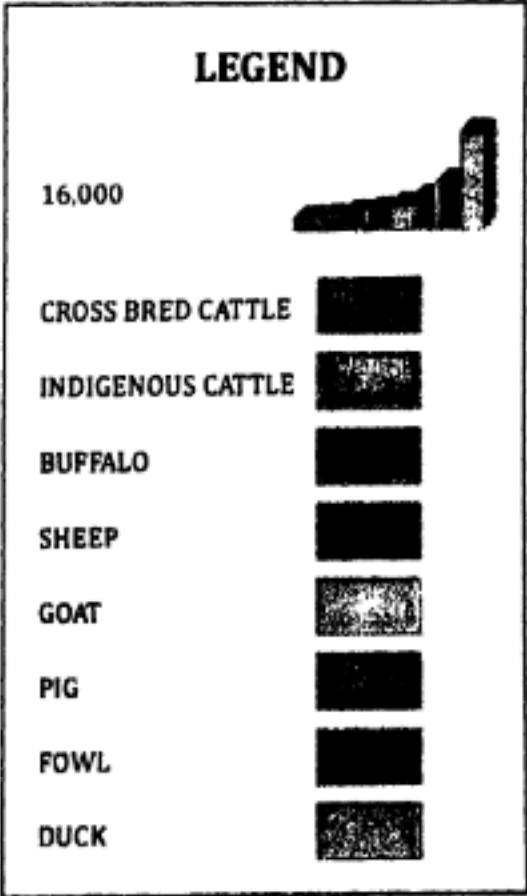 LEGEND
16,000
CROSS BRED CATTLE
INDIGENOUS CATTLE
BUFFALO
SHEEP
GOAT
PIG
FOWL
DUCK